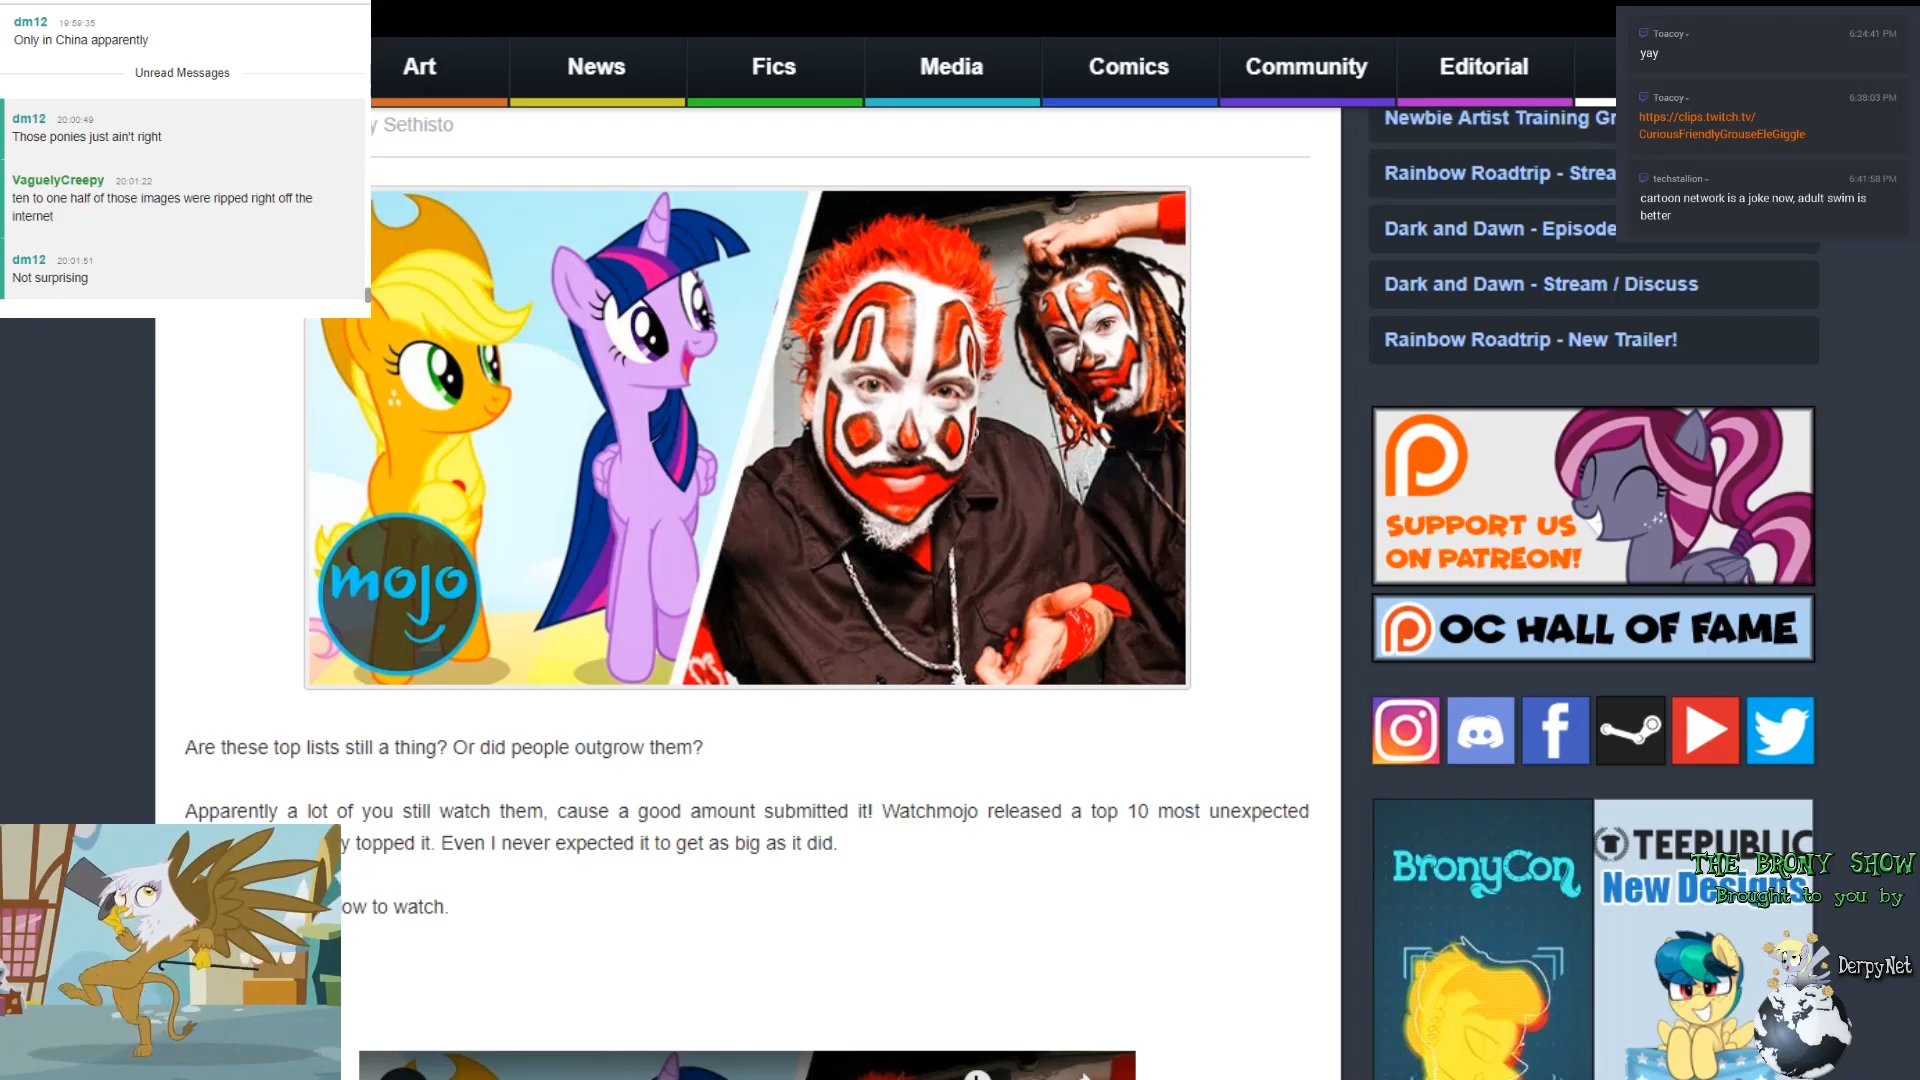 dm12 19:59:35
Only in China apparently
Unread Messages
dm12 20:00:49
Those ponies just ain't right
VaguelyCreepy 20:01:22
ten to one half of those images were ripped right off the
internet
dm12 20:01:51
Not surprising
Art News Fics Media Comics Community Editorial
y Sethisto
mojo
Are these top lists still a thing? Or did people outgrow them?
Apparently a lot of you still watch them, cause a good amount submitted it! Watchmojo released a top 10 most unexpected
y topped it. Even I never expected it to get as big as it did.
ow to watch.
Newbie Artist Training Gr
Rainbow Roadtrip - Strea
Dark and Dawn - Episode
Dark and Dawn - Stream / Discuss
Rainbow Roadtrip - New Trailer!
Toacoy 6:24:41 PM
yay
Toacoy 6:38:03 PM
https://clips.twitch.tv/
CuriousFriendlyGrouseEleGiggle
techstallion 6:41:58 PM
cartoon network is a joke now, adult swim is
better
SUPPORT US
ON PATREON!
OC HALL OF FAME
BronyCon
TEEPUBLIC
New Designs
THE BRONY SHOW
Brought to you by
DerpyNet